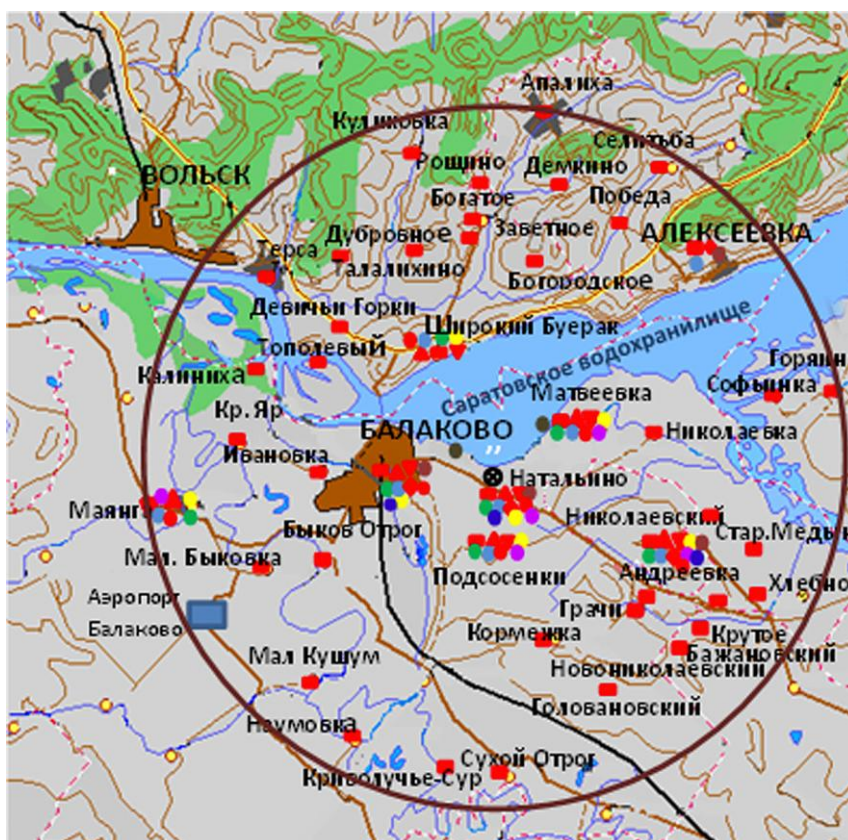 Апалиха
Куликовка
Селитьба
Рощино
Демкино
ВОЛЬСК
Богатое
Победа
Дубровное
Заветное
АЛЕКСЕЕВКА
Терса
Талалихино
Богородское
Девичьи Горки
Широкий Буерак
Саратовское водохранилище
Тополевый
Горяин
Калиниха
Софьинка
Матвеевка
Кр. Яр
БАЛАКОВО
Николаевка
Ивановка
Натальино
Маянга
Николаевский
Быков Отрог
Стар.Медын
Мал. Быковка
Подсосенки
Андреевка
Хлебно
Аэропорт
Балаково
Грачи
Кормежка
Крутое
Бажановский
Мал Кушум
Новониколаевский
Головановский
Наумовка
Сухой Отрог
Криволучье-Сур